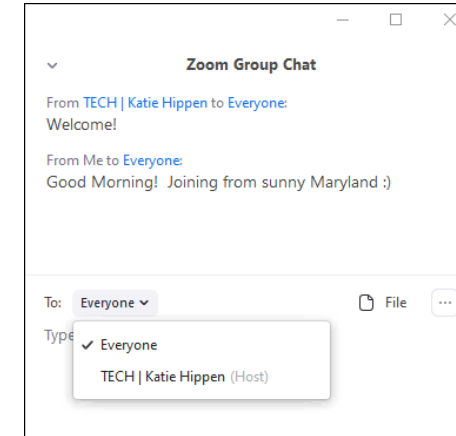 Zoom Group Chat
From TECH | Katie Hippen to Everyone:
Welcome!
From Me to Everyone:
Good Morning!  Joining from sunny Maryland :)
To: Everyone File ...
Type
Everyone
TECH | Katie Hippen (Host)